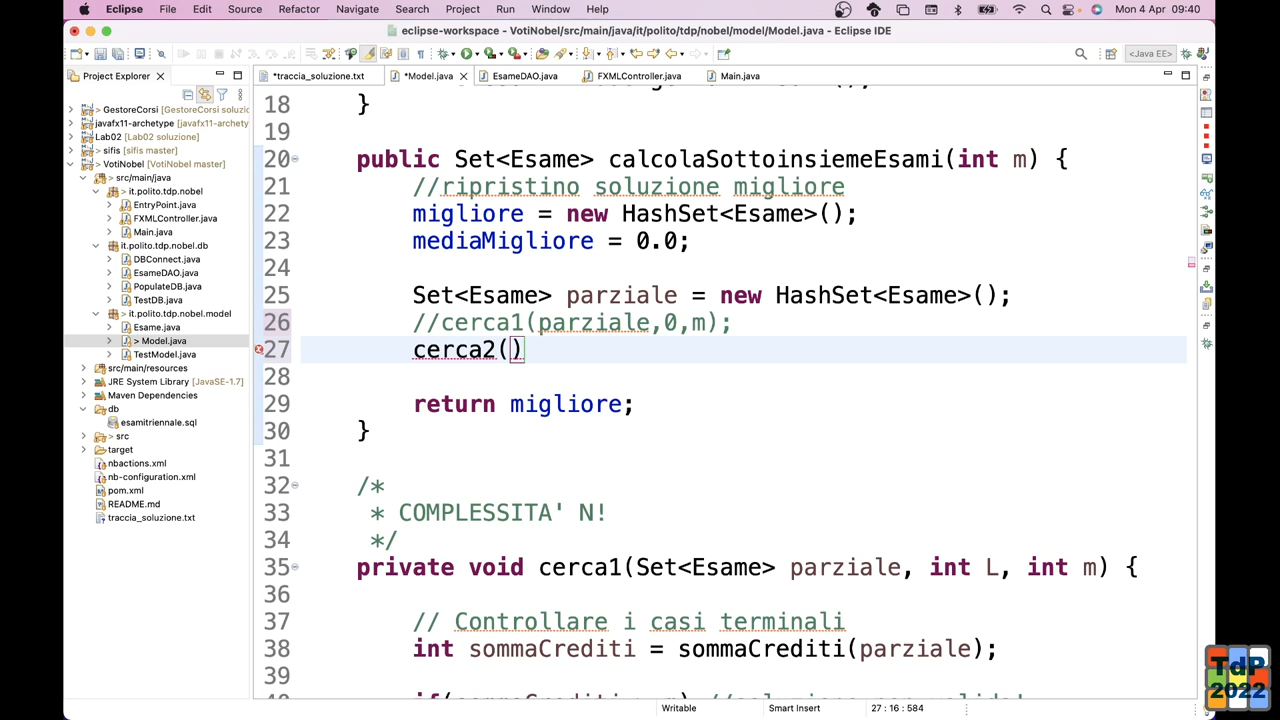 Eclipse File Edit Source Refactor Navigate Search Project Run Window Help Mon 4 Apr 09:40
eclipse-workspace - VotiNobel/src/main/java/it/polito/tdp/nobel/model/Model.java - Eclipse IDE
<Java EE>
Project Explorer
*traccia_soluzione.txt *Model.java EsameDAO.java FXMLController.java Main.java
> GestoreCorsi [GestoreCorsi soluzio
javafx11-archetype [javafx11-archety
Lab02 [Lab02 soluzione]
> sifis [sifis master]
> VotiNobel [VotiNobel master]
> src/main/java
> it.polito.tdp.nobel
EntryPoint.java
FXMLController.java
Main.java
it.polito.tdp.nobel.db
DBConnect.java
EsameDAO.java
PopulateDB.java
TestDB.java
> it.polito.tdp.nobel.model
Esame.java
> Model.java
TestModel.java
src/main/resources
JRE System Library [JavaSE-1.7]
Maven Dependencies
db
esamitriennale.sql
> src
target
nbactions.xml
nb-configuration.xml
pom.xml
README.md
traccia_soluzione.txt
18 }
19
20 public Set<Esame> calcolaSottoinsiemeEsami(int m) {
21 //ripristino soluzione migliore
22 migliore = new HashSet<Esame>();
23 mediaMigliore = 0.0;
24
25 Set<Esame> parziale = new HashSet<Esame>();
26 //cerca1(parziale,0,m);
27 cerca2()
28
29 return migliore;
30 }
31
32 /*
33 * COMPLESSITA' N!
34 */
35 private void cerca1(Set<Esame> parziale, int L, int m) {
36
37 // Controllare i casi terminali
38 int sommaCrediti = sommaCrediti(parziale);
39
Writable Smart Insert 27 : 16 : 584
TdP
2022